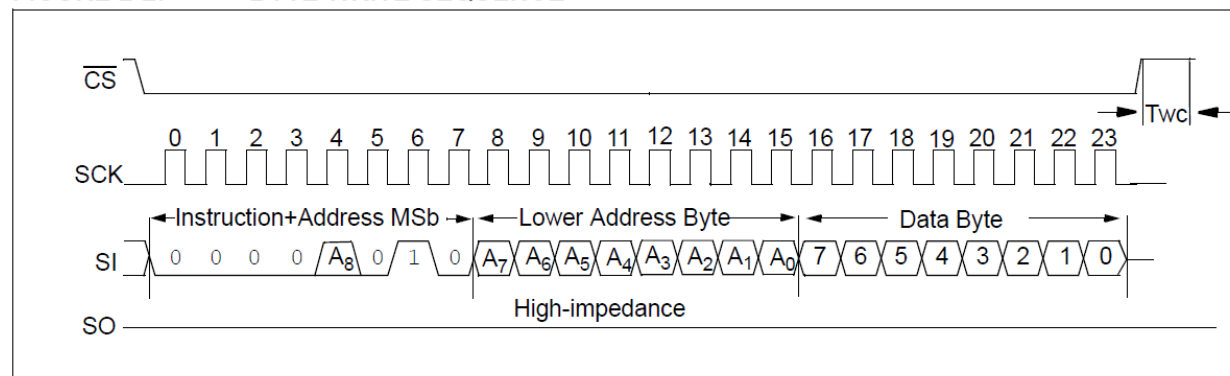 CS
Twc
0 1 2 3 4 5 6 7 8 9 10 11 12 13 14 15 16 17 18 19 20 21 22 23
SCK
Instruction+Address MSb Lower Address Byte Data Byte
SI 0 0 0 0 A8 0 1 0 A7 A6 A5 A4 A3 A2 A1 A0 7 6 5 4 3 2 1 0
High-impedance
SO